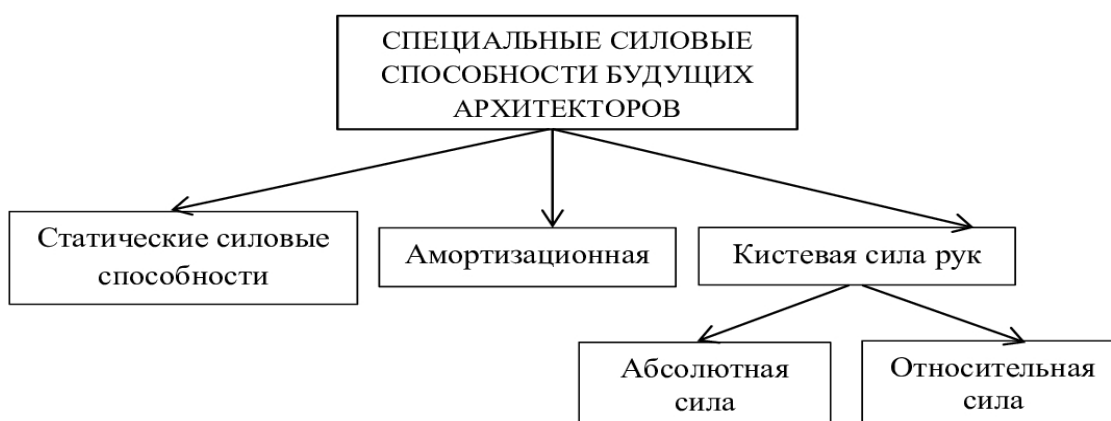 СПЕЦИАЛЬНЫЕ СИЛОВЫЕ
СПОСОБНОСТИ БУДУЩИХ
АРХИТЕКТОРОВ
Статические силовые
способности
Амортизационная
Кистевая сила рук
Абсолютная
сила
Относительная
сила